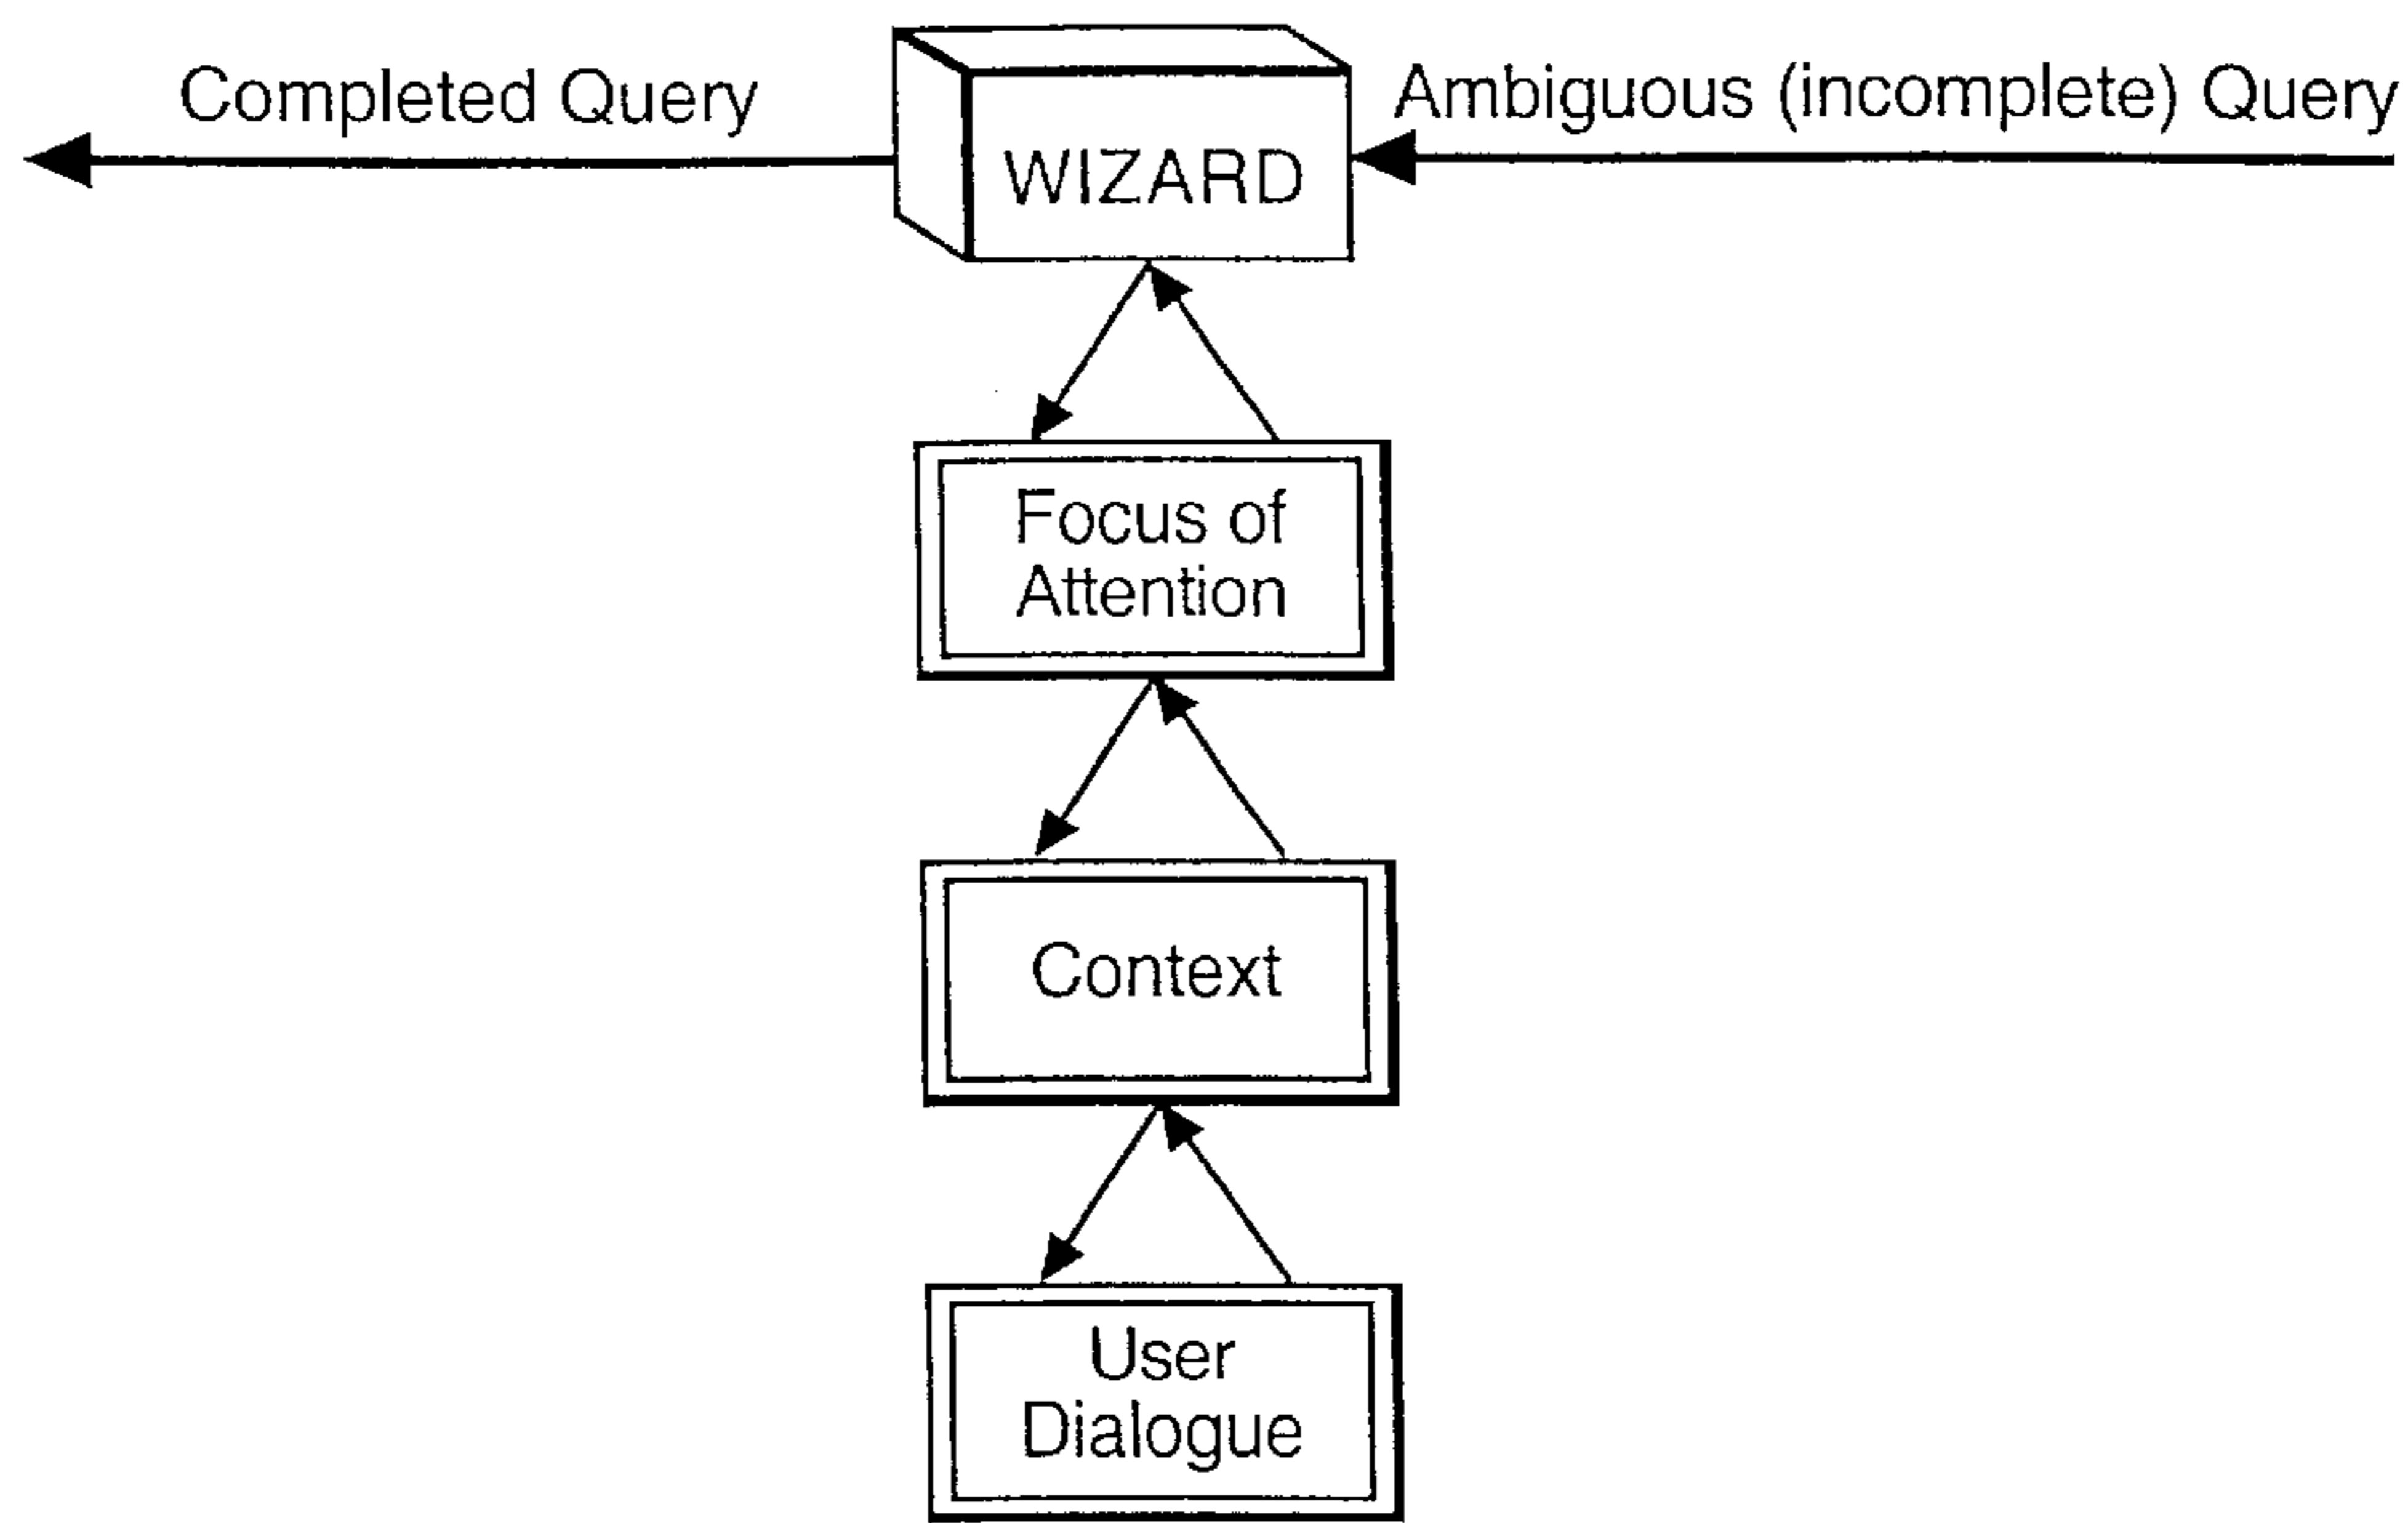 Completed Query
Ambiguous (incomplete) Query
WIZARD
Focus of
Attention
Context
User
Dialogue